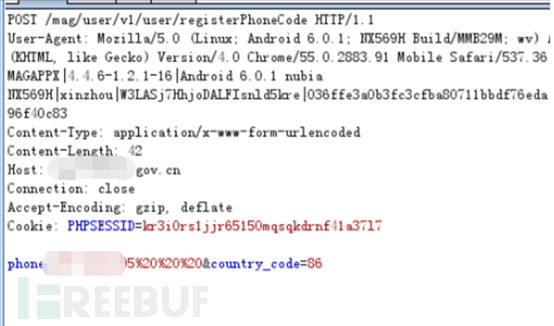 POST /mag/user/v1/user/registerPhoneCode HTTP/1.1
User-Agent: Mozilla/5.0 (Linux; Android 6.0.1; NX569H Build/MMB29M; wv) A
(KHTML, like Gecko) Version/4.0 Chrome/55.0.2883.91 Mobile Safari/537.36
MAGAPPX|4.4.6-1.2.1-16|Android 6.0.1 nubia
NX569H|xinzhou|W3LASj7HhjoDALFIsnld5kre|036ffe3a0b3fc3cfba80711bbdf76eda
96f40c83
Content-Type: application/x-www-form-urlencoded
Content-Length: 42
Host: gov.cn
Connection: close
Accept-Encoding: gzip, deflate
Cookie: PHPSESSID=kr3i0rs1jjr65150mqsqkdrnf41a37l7
phone 05%20%20%20&country_code=86
FREEBUF